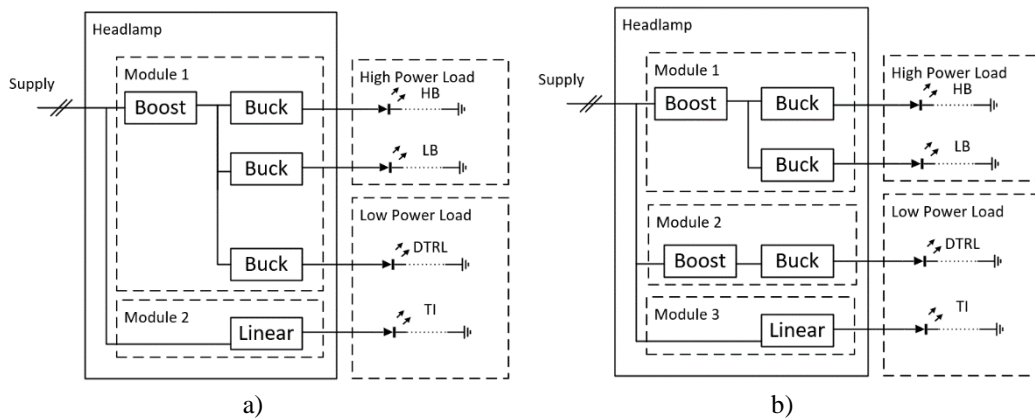 Headlamp
Supply
Module 1
Boost
Buck
Buck
Buck
Module 2
Linear
High Power Load
HB
LB
Low Power Load
DTRL
TI
a)
Headlamp
Supply
Module 1
Boost
Buck
Buck
Module 2
Boost
Buck
Module 3
Linear
High Power Load
HB
LB
Low Power Load
DTRL
TI
b)